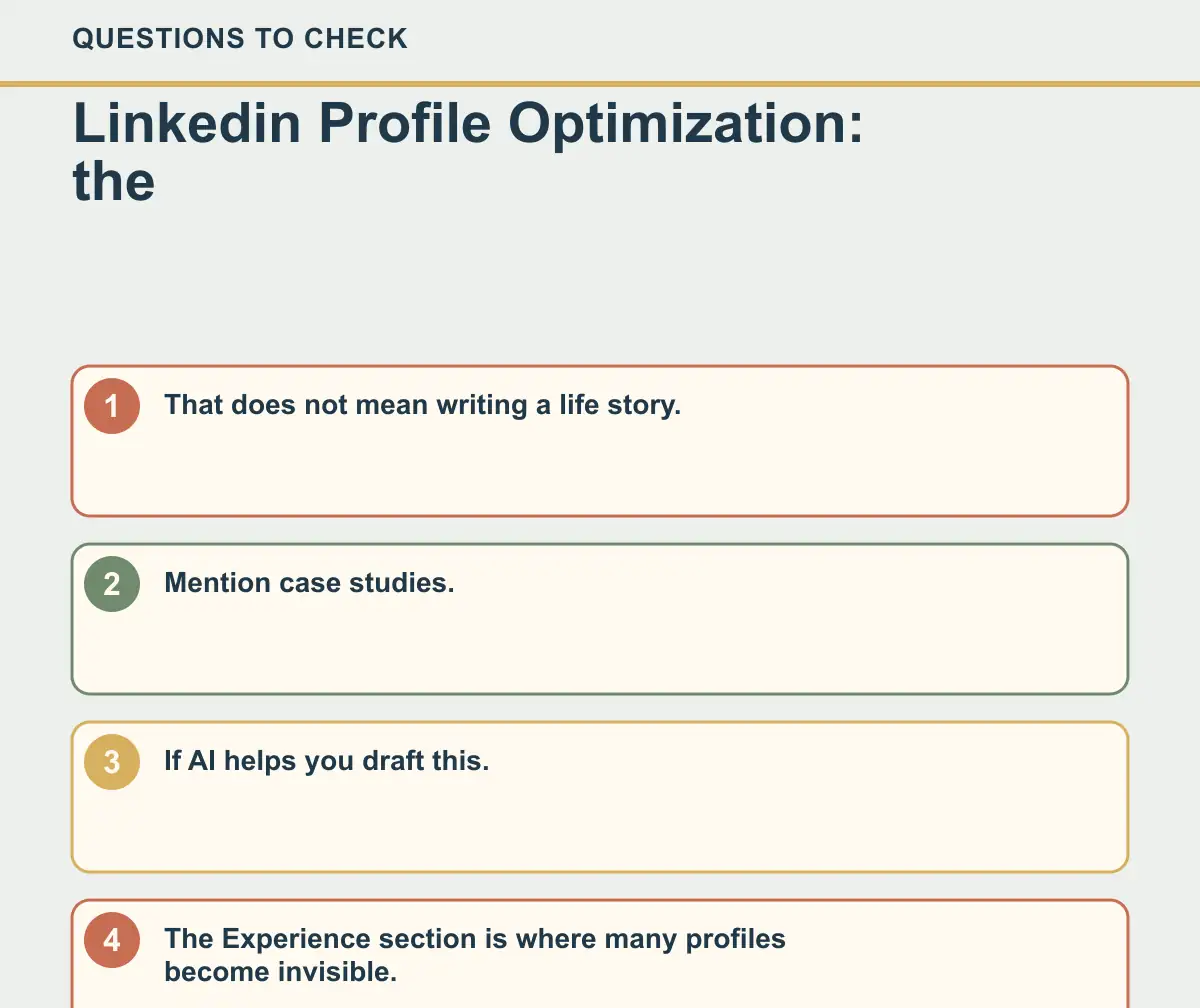 QUESTIONS TO CHECK
Linkedin Profile Optimization:
the
1
That does not mean writing a life story.
2
Mention case studies.
3
If AI helps you draft this.
4
The Experience section is where many profiles
become invisible.